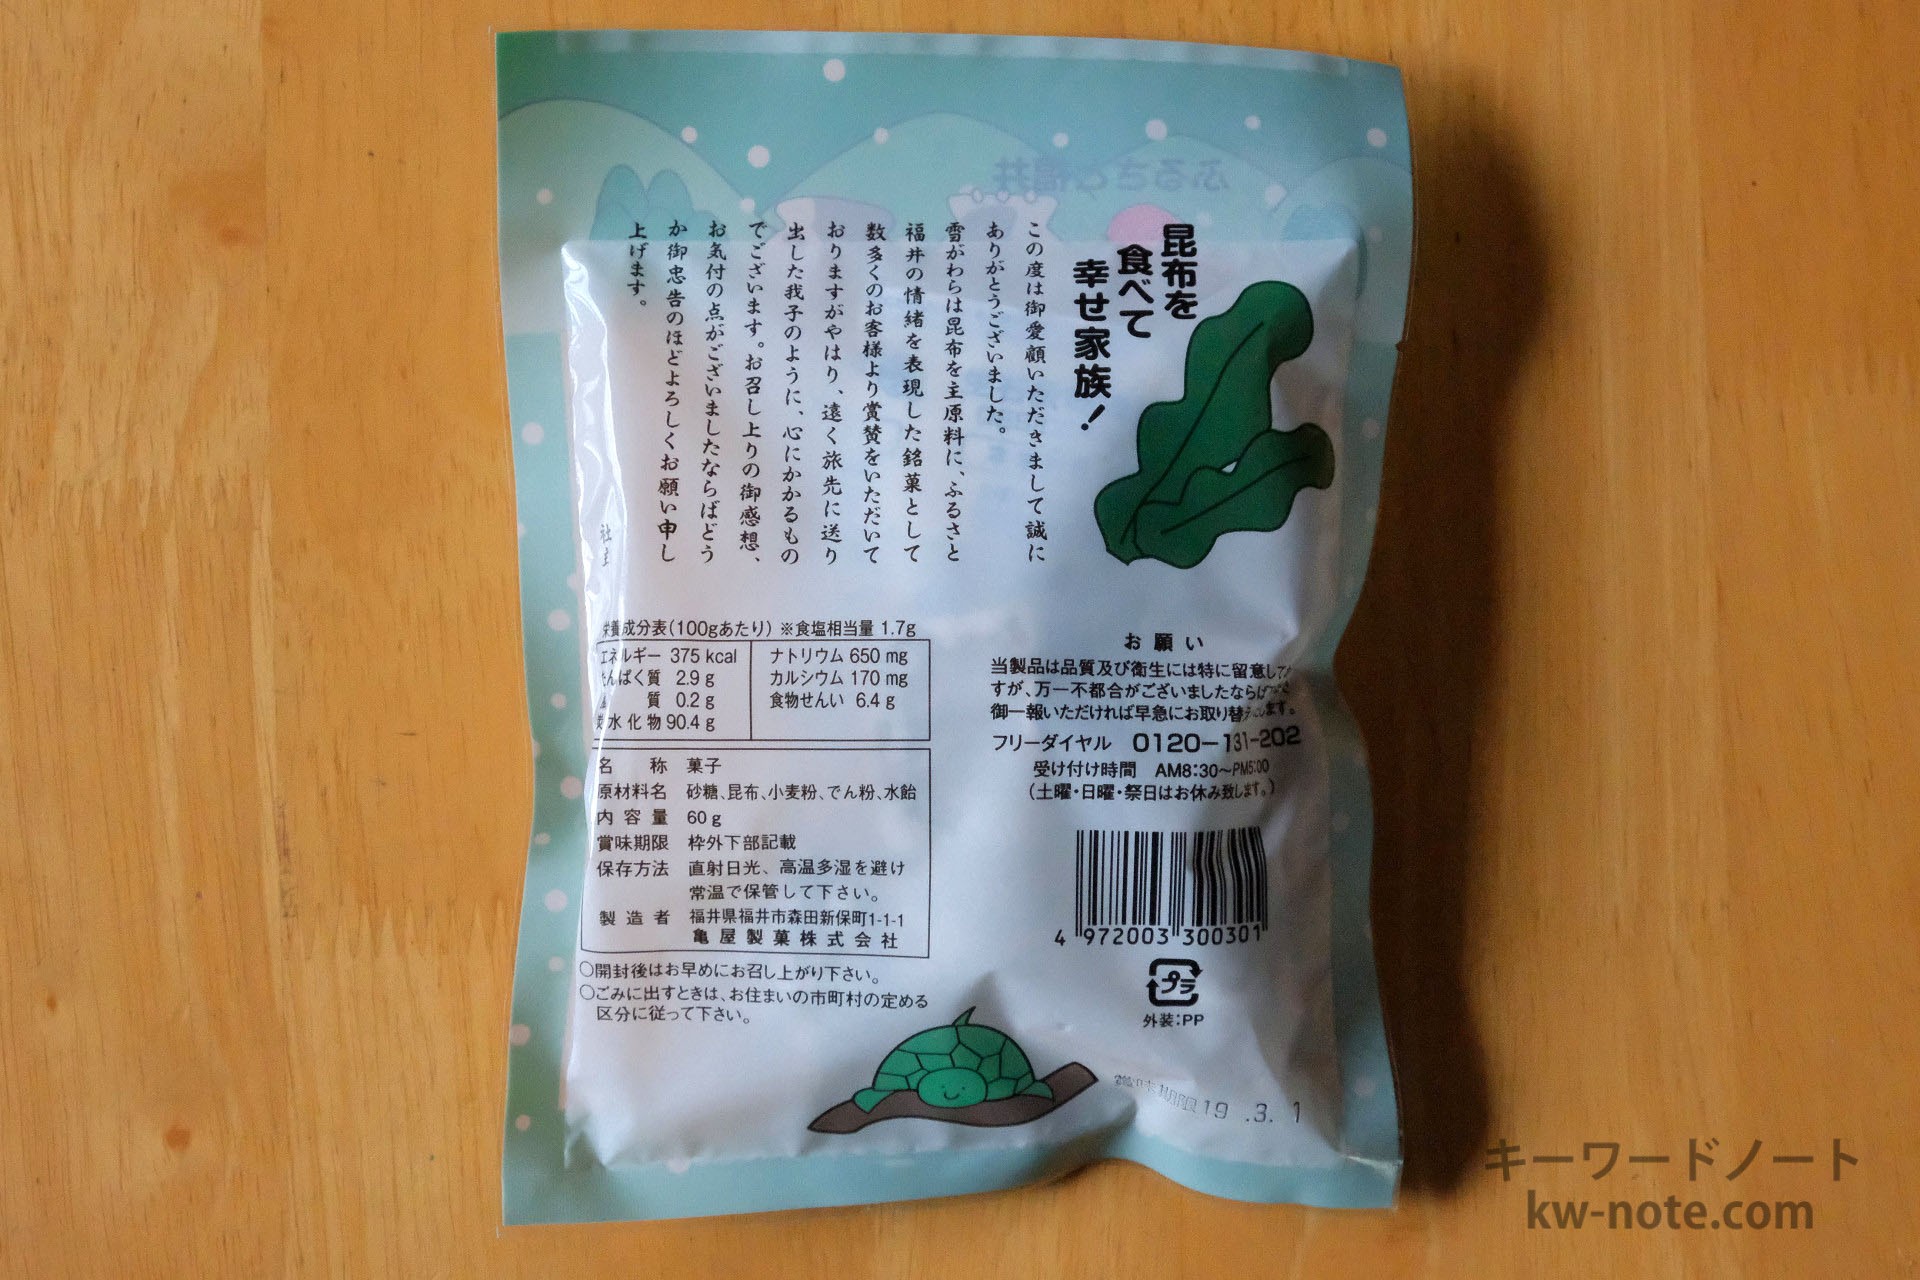 ふるさと福井
昆布を
食べて
幸せ家族！
この度は御愛顧いただきまして誠に
ありがとうございました。
雪がわらは昆布を主原料に、ふるさと
福井の情緒を表現した銘菓として
数多くのお客様より賞賛をいただいて
おりますがやはり、遠く旅先に送り
出した我子のように、心にかかるもの
でございます。お召し上りの御感想、
お気付の点がございましたならばどう
か御忠告のほどよろしくお願い申し
上げます。
社主
栄養成分表(100gあたり) ※食塩相当量 1.7g
エネルギー 375 kcal ナトリウム 650 mg
たんぱく質 2.9 g カルシウム 170 mg
質 0.2 g 食物せんい 6.4 g
炭水化物 90.4 g
名称 菓子
原材料名 砂糖、昆布、小麦粉、でん粉、水飴
内容量 60g
賞味期限 枠外下部記載
保存方法 直射日光、高温多湿を避け
常温で保管して下さい。
製造者 福井県福井市森田新保町1-1-1
亀屋製菓株式会社
○開封後はお早めにお召し上がり下さい。
○ごみに出すときは、お住まいの市町村の定める
区分に従って下さい。
お願い
当製品は品質及び衛生には特に留意して
すが、万一不都合がございましたならば
御一報いただければ早急にお取り替えします。
フリーダイヤル 0120-131-202
受け付け時間 AM8:30〜PM5:00
(土曜・日曜・祭日はお休み致します。)
4 972003 300301
プラ
外装:PP
賞味期限 19.3.1
キーワードノート
kw-note.com